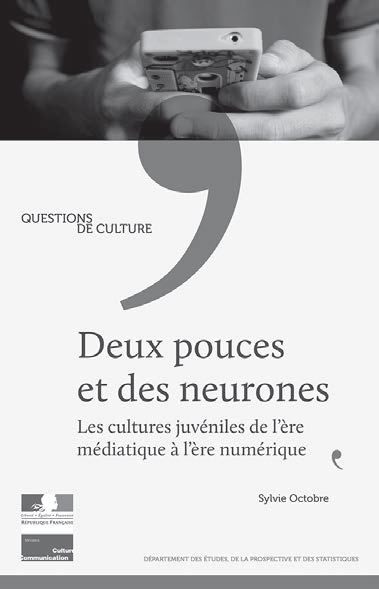 QUESTIONS
DE CULTURE
Deux pouces
et des neurones
Les cultures juvéniles de l’ère
médiatique à l’ère numérique
Sylvie Octobre
Liberté • Égalité • Fraternité
RÉPUBLIQUE FRANÇAISE
Culture
Communication
DÉPARTEMENT DES ÉTUDES, DE LA PROSPECTIVE ET DES STATISTIQUES